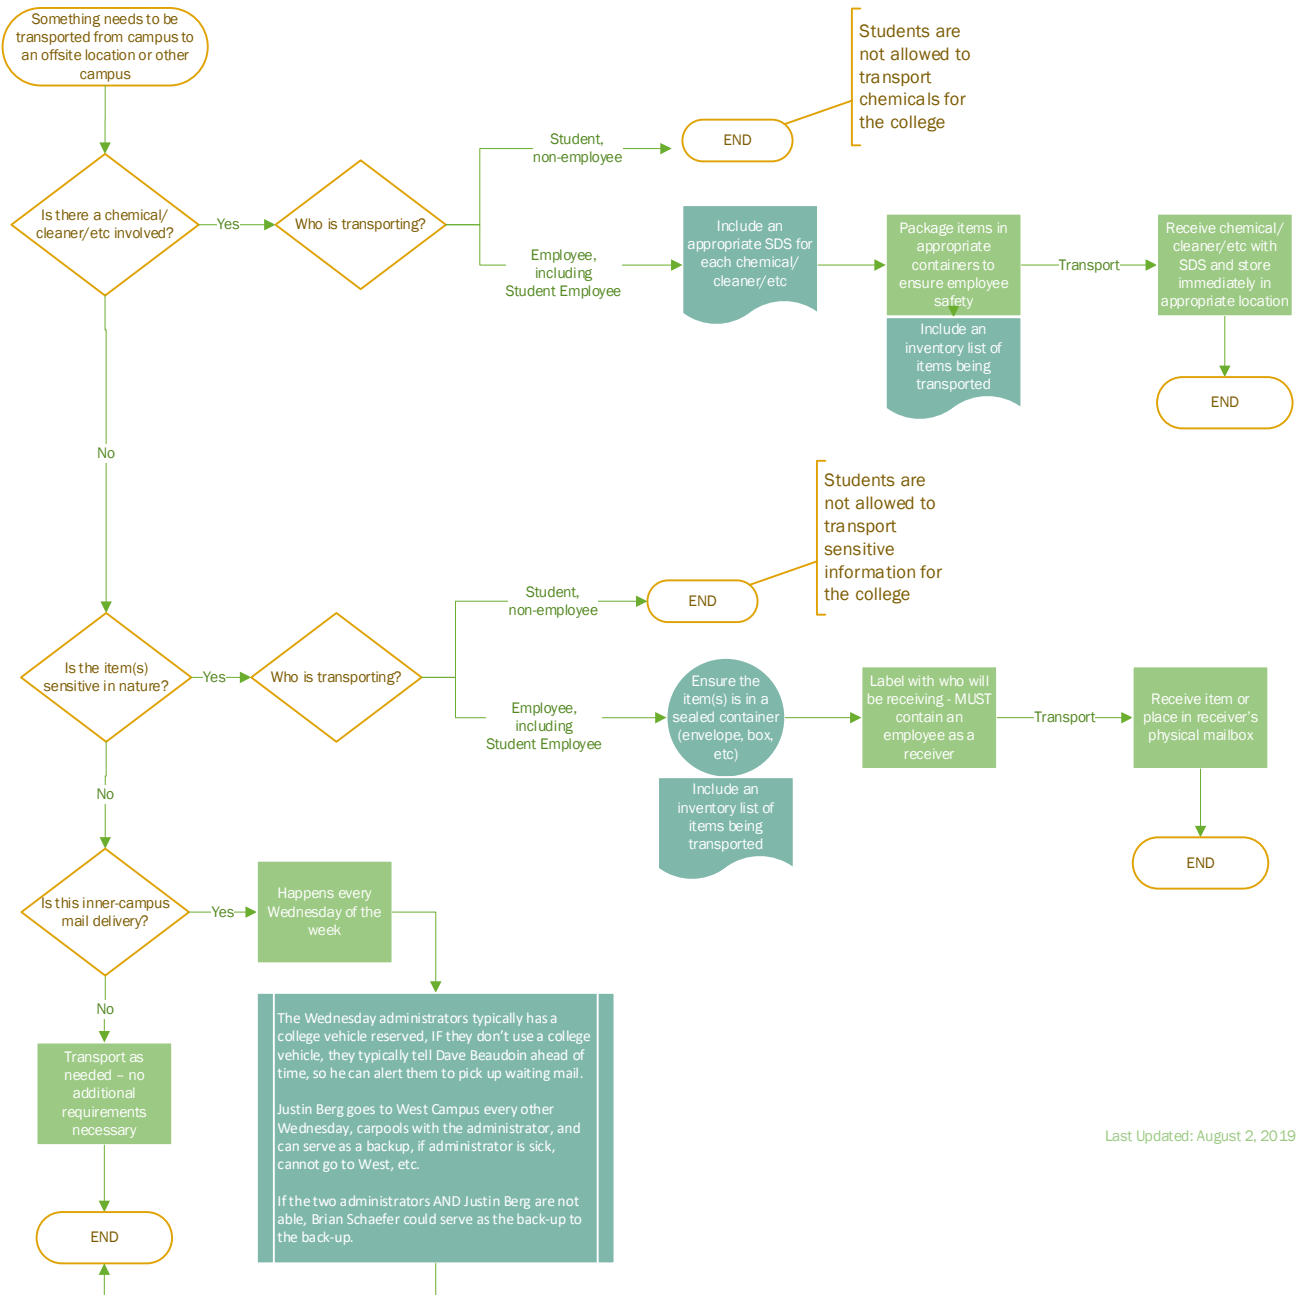 Something needs to be
transported from campus to
an offsite location or other
campus
Students are
not allowed to
transport
chemicals for
the college
END
Student,
non-employee
Is there a chemical/
cleaner/etc involved?
Yes
Who is transporting?
Employee,
including
Student Employee
Include an
appropriate SDS for
each chemical/
cleaner/etc
Package items in
appropriate
containers to
ensure employee
safety
Transport
Receive chemical/
cleaner/etc with
SDS and store
immediately in
appropriate location
Include an
inventory list of
items being
transported
END
No
Students are
not allowed to
transport
sensitive
information for
the college
Student,
non-employee
END
Is the item(s)
sensitive in nature?
Yes
Who is transporting?
Employee,
including
Student Employee
Ensure the
item(s) is in a
sealed container
(envelope, box,
etc)
Label with who will
be receiving - MUST
contain an
employee as a
receiver
Transport
Receive item or
place in receiver's
physical mailbox
Include an
inventory list of
items being
transported
END
No
Is this inner-campus
mail delivery?
Yes
Happens every
Wednesday of the
week
No
Transport as
needed – no
additional
requirements
necessary
END
The Wednesday administrators typically has a
college vehicle reserved, IF they don't use a college
vehicle, they typically tell Dave Beaudoin ahead of
time, so he can alert them to pick up waiting mail.
Justin Berg goes to West Campus every other
Wednesday, carpools with the administrator, and
can serve as a backup, if administrator is sick,
cannot go to West, etc.
If the two administrators AND Justin Berg are not
able, Brian Schaefer could serve as the back-up to
the back-up.
Last Updated: August 2, 2019